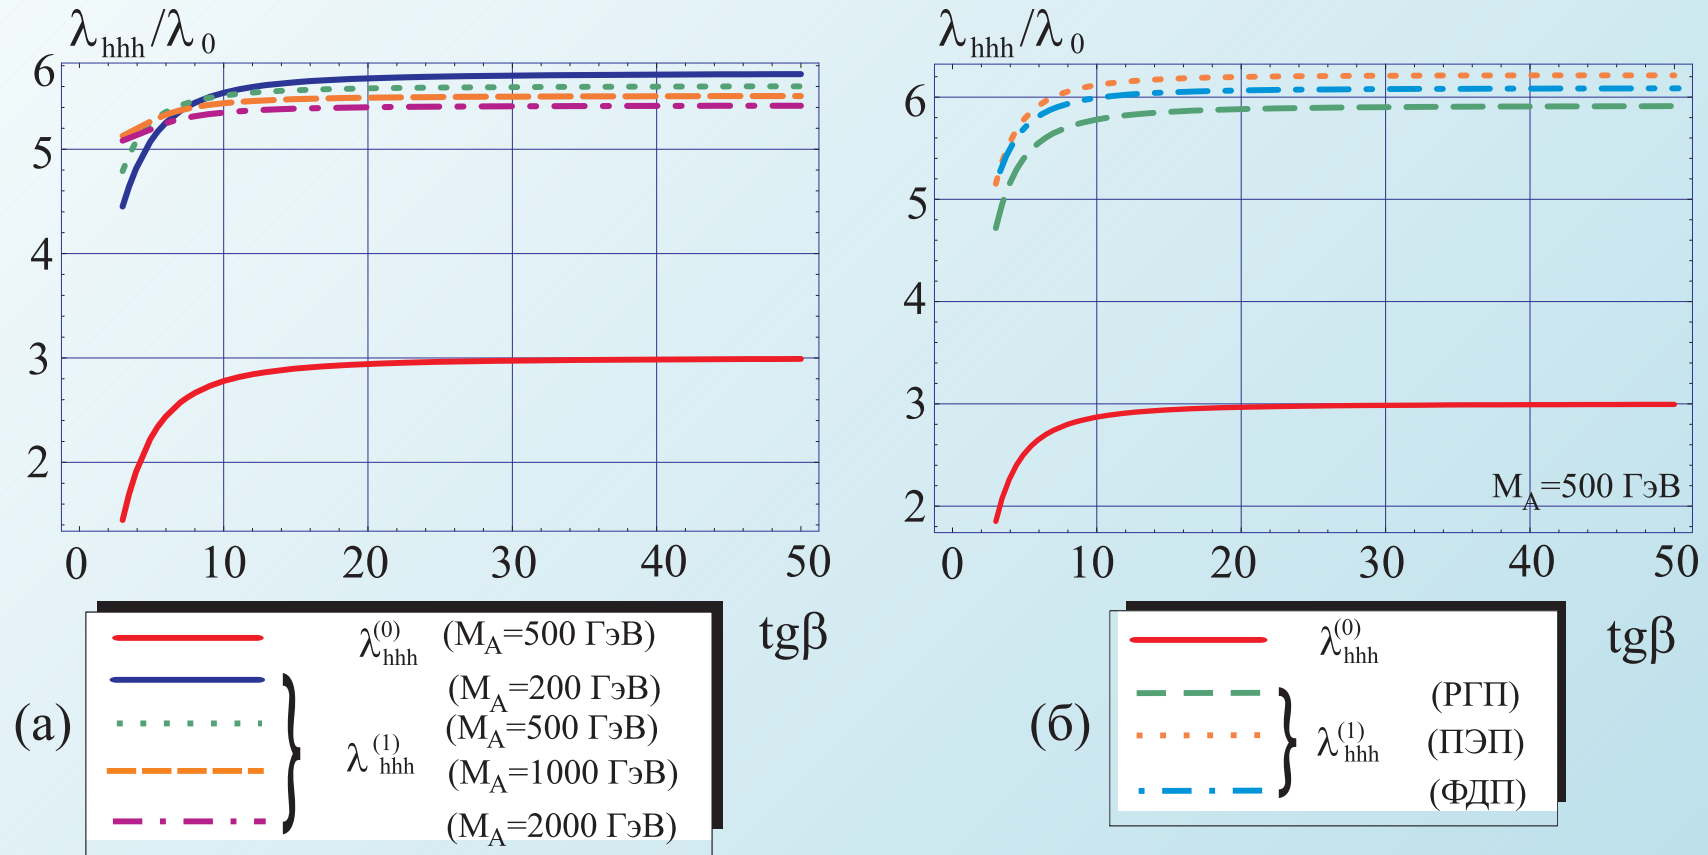 λhhh/λ0
6
5
4
3
2
0 10 20 30 40 50
tgβ
(а)
λ(0)hhh (MA=500 ГэВ)
(MA=200 ГэВ)
(MA=500 ГэВ)
λ(1)hhh
(MA=1000 ГэВ)
(MA=2000 ГэВ)
λhhh/λ0
6
5
4
3
2
MA=500 ГэВ
0 10 20 30 40 50
tgβ
(б)
λ(0)hhh
(РГП)
λ(1)hhh (ПЭП)
(ФДП)